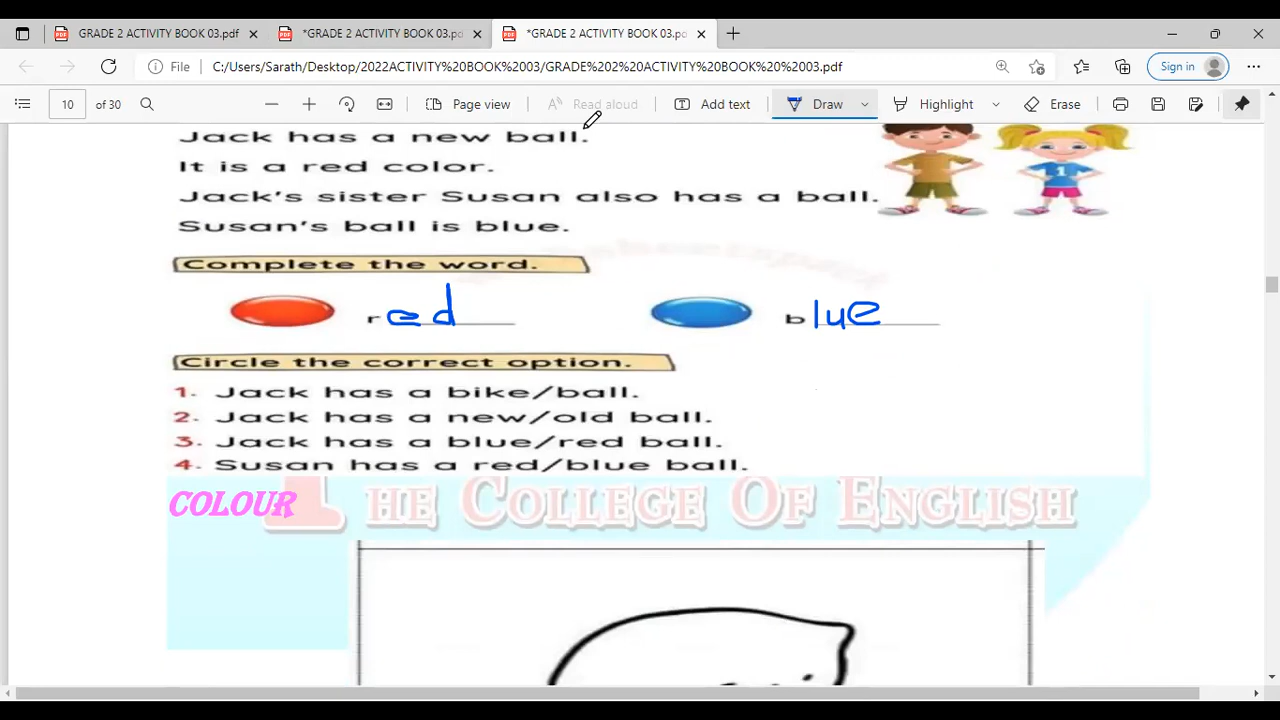 GRADE 2 ACTIVITY BOOK 03.pdf
*GRADE 2 ACTIVITY BOOK 03.pd
*GRADE 2 ACTIVITY BOOK 03.pc
File C:/Users/Sarath/Desktop/2022ACTIVITY%20BOOK%2003/GRADE%202%20ACTIVITY%20BOOK%20%2003.pdf Sign in
10 of 30 Page view Read aloud Add text Draw Highlight Erase
Jack has a new ball.
It is a red color.
Jack's sister Susan also has a ball.
Susan's ball is blue.
1
Complete the word.
red blue
Circle the correct option.
1. Jack has a bike/ball.
2. Jack has a new/old ball.
3. Jack has a blue/red ball.
4. Susan has a red/blue ball.
COLOUR
HE COLLEGE OF ENGLISH